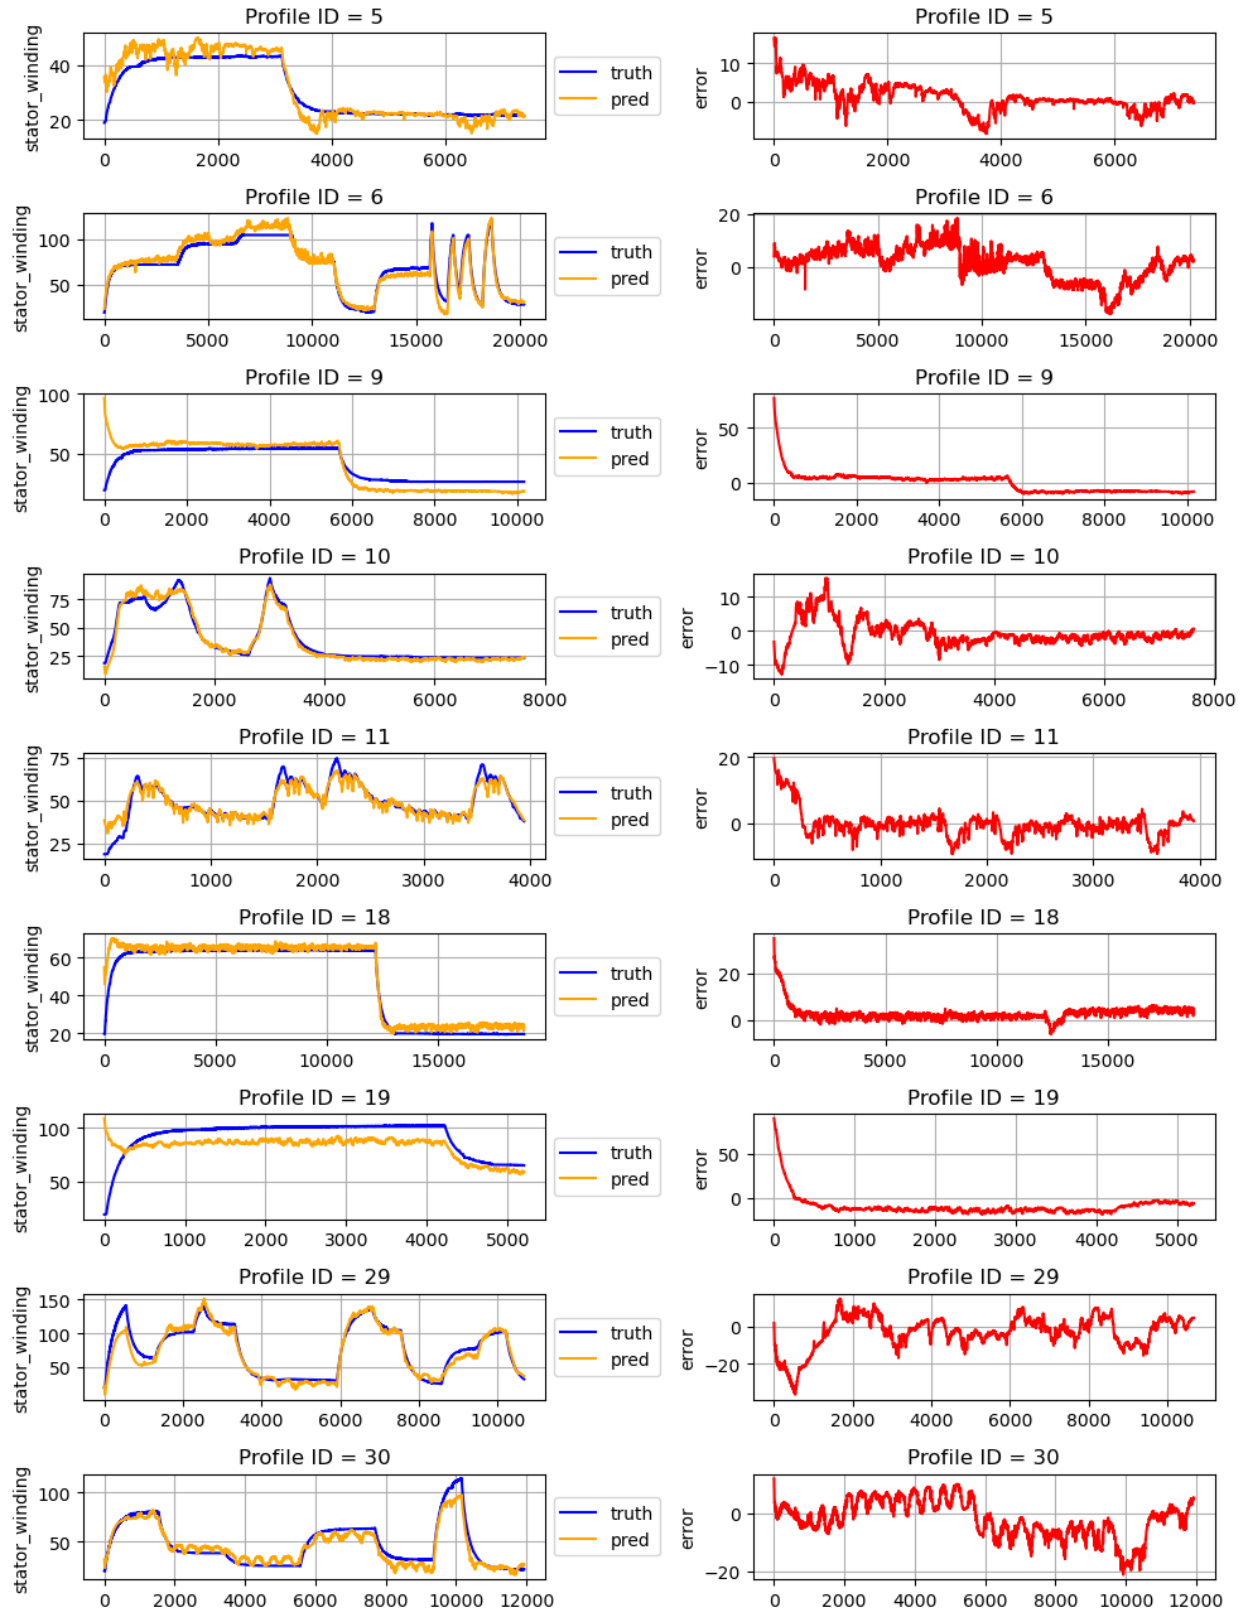 Profile ID = 5
stator_winding
40
20
0 2000 4000 6000
truth
pred
Profile ID = 5
error
10
0
0 2000 4000 6000
Profile ID = 6
stator_winding
100
50
0 5000 10000 15000 20000
truth
pred
Profile ID = 6
error
20
0
0 5000 10000 15000 20000
Profile ID = 9
stator_winding
100
50
0 2000 4000 6000 8000 10000
truth
pred
Profile ID = 9
error
50
0
0 2000 4000 6000 8000 10000
Profile ID = 10
stator_winding
75
50
25
0 2000 4000 6000 8000
truth
pred
Profile ID = 10
error
10
0
−10
0 2000 4000 6000 8000
Profile ID = 11
stator_winding
75
50
25
0 1000 2000 3000 4000
truth
pred
Profile ID = 11
error
20
0
0 1000 2000 3000 4000
Profile ID = 18
stator_winding
60
40
20
0 5000 10000 15000
truth
pred
Profile ID = 18
error
20
0
0 5000 10000 15000
Profile ID = 19
stator_winding
100
50
0 1000 2000 3000 4000 5000
truth
pred
Profile ID = 19
error
50
0
0 1000 2000 3000 4000 5000
Profile ID = 29
stator_winding
150
100
50
0 2000 4000 6000 8000 10000
truth
pred
Profile ID = 29
error
0
−20
0 2000 4000 6000 8000 10000
Profile ID = 30
stator_winding
100
50
0 2000 4000 6000 8000 10000 12000
truth
pred
Profile ID = 30
error
0
−20
0 2000 4000 6000 8000 10000 12000